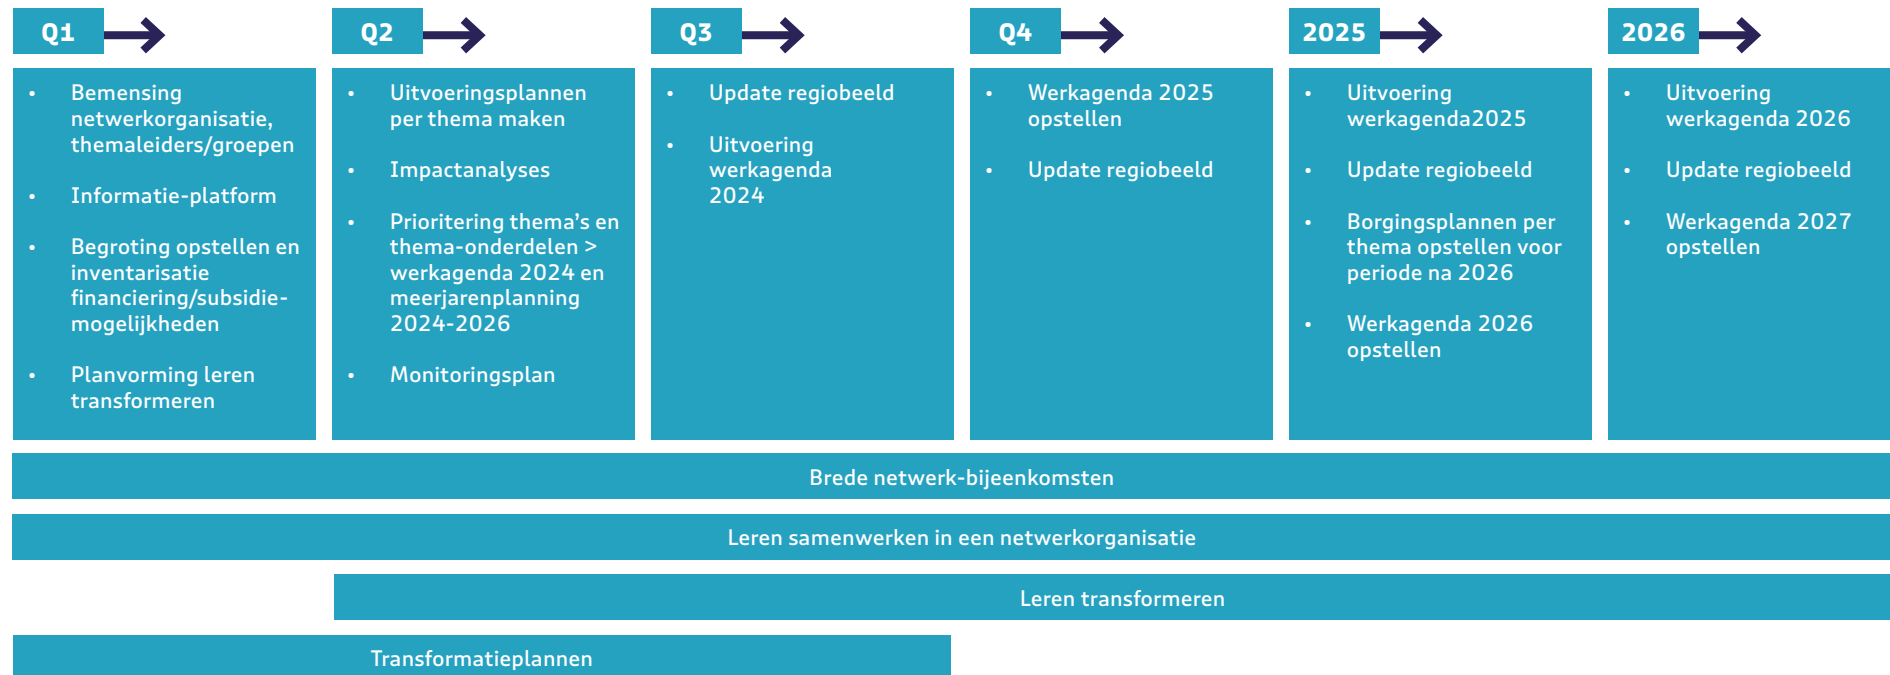 Q1
Bemensing
netwerkorganisatie,
themaleiders/groepen
Informatie-platform
Begroting opstellen en
inventarisatie
financiering/subsidie-
mogelijkheden
Planvorming leren
transformeren
Q2
Uitvoeringsplannen
per thema maken
Impactanalyses
Prioritering thema’s en
thema-onderdelen >
werkagenda 2024 en
meerjarenplanning
2024-2026
Monitoringsplan
Q3
Update regiobeeld
Uitvoering
werkagenda
2024
Q4
Werkagenda 2025
opstellen
Update regiobeeld
2025
Uitvoering
werkagenda2025
Update regiobeeld
Borgingsplannen per
thema opstellen voor
periode na 2026
Werkagenda 2026
opstellen
2026
Uitvoering
werkagenda 2026
Update regiobeeld
Werkagenda 2027
opstellen
Brede netwerk-bijeenkomsten
Leren samenwerken in een netwerkorganisatie
Leren transformeren
Transformatieplannen